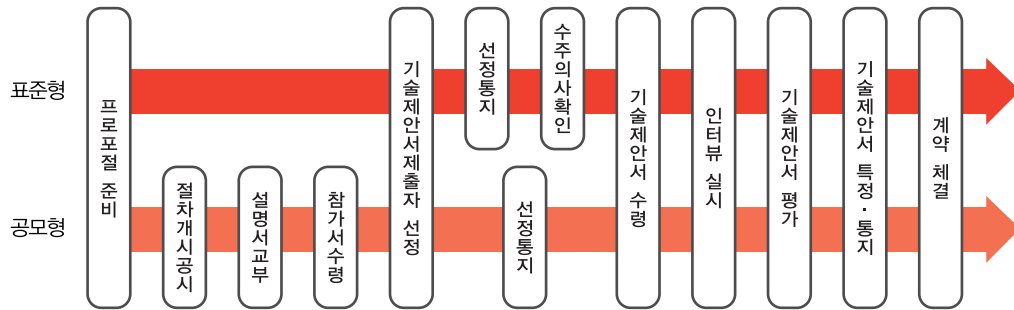 표준형
공모형
프로포절 준비
절차개시공시
설명서교부
참가서수령
기술제안서제출자 선정
선정통지
수주의사확인
선정통지
기술제안서 수령
인터뷰 실시
기술제안서 평가
기술제안서 특정·통지
계약 체결